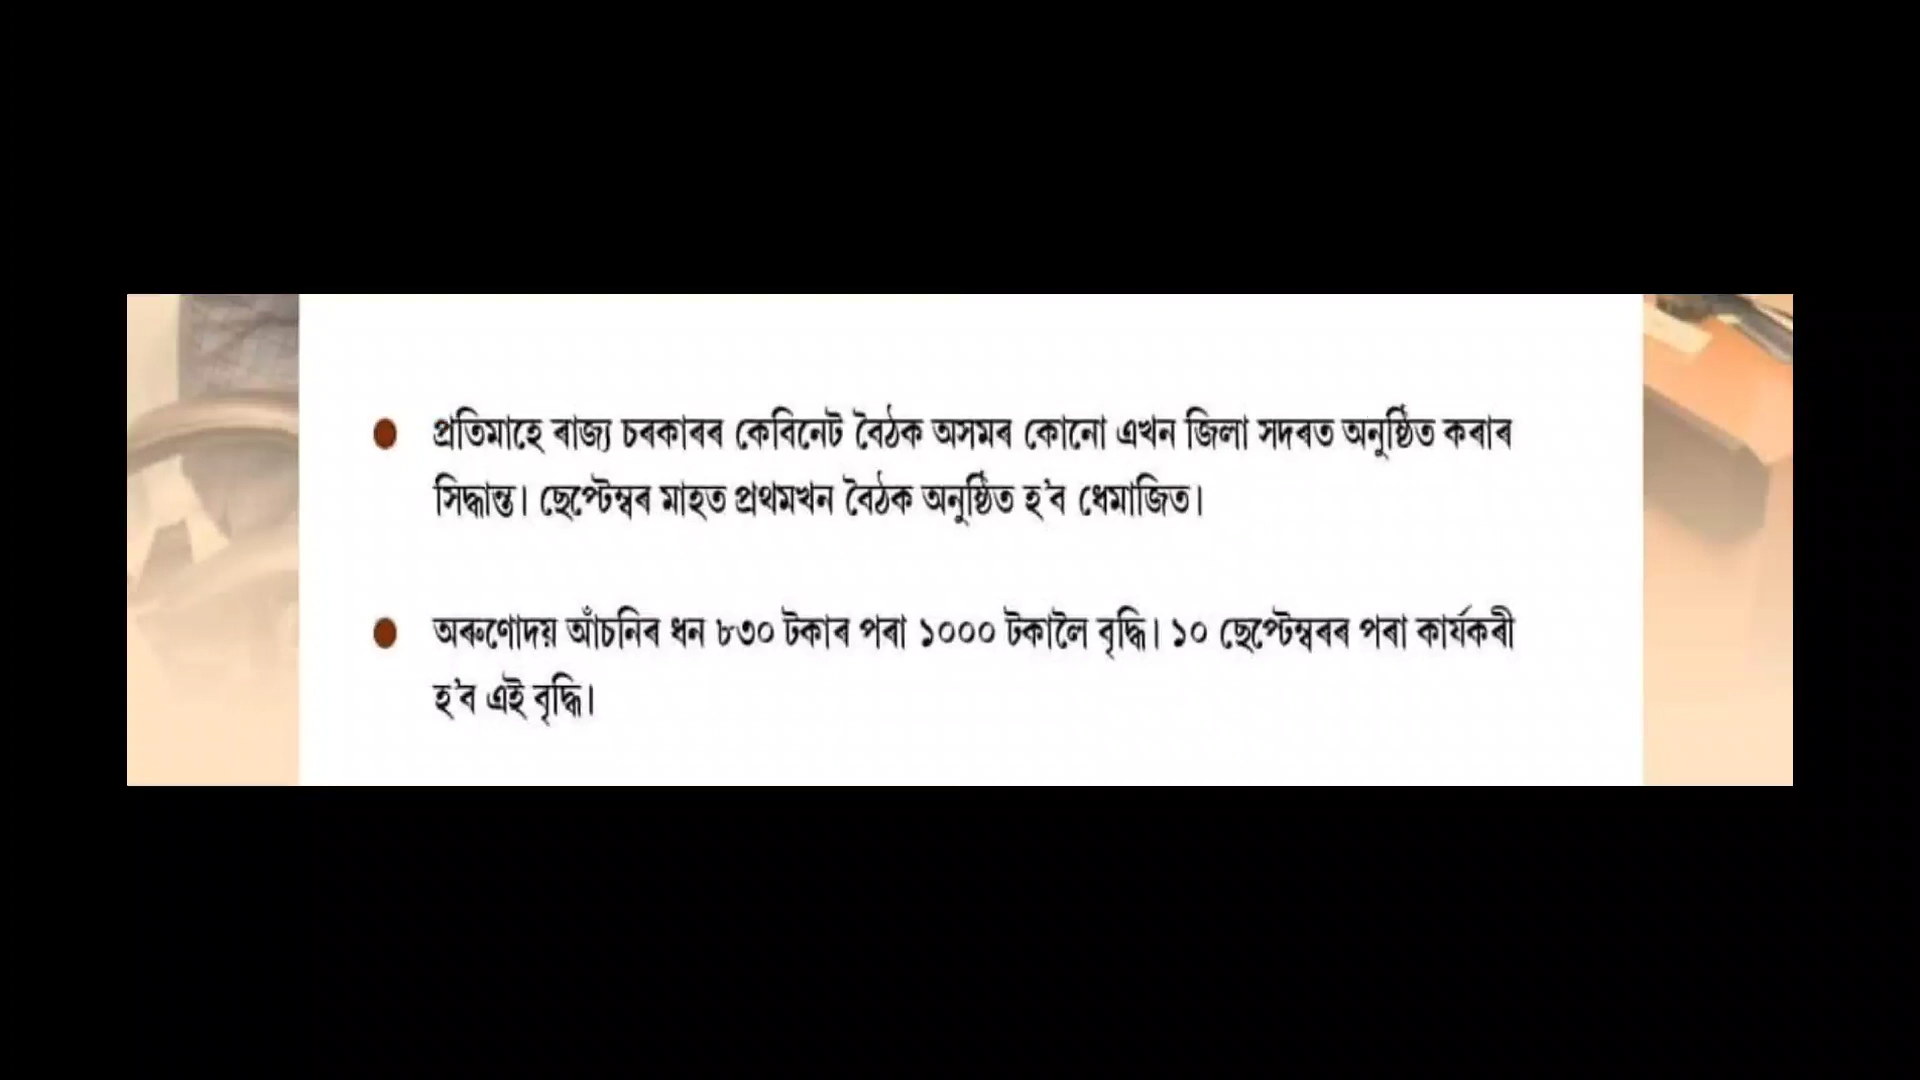 প্ৰতিমাহে ৰাজ্য চৰকাৰৰ কেবিনেট বৈঠক অসমৰ কোনো এখন জিলা সদৰত অনুষ্ঠিত কৰাৰ
সিদ্ধান্ত। ছেপ্টেম্বৰ মাহত প্ৰথমখন বৈঠক অনুষ্ঠিত হ'ব ধেমাজিত।
অৰুণোদয় আঁচনিৰ ধন ৮৩০ টকাৰ পৰা ১০০০ টকালৈ বৃদ্ধি। ১০ ছেপ্টেম্বৰৰ পৰা কাৰ্যকৰী
হ'ব এই বৃদ্ধি।